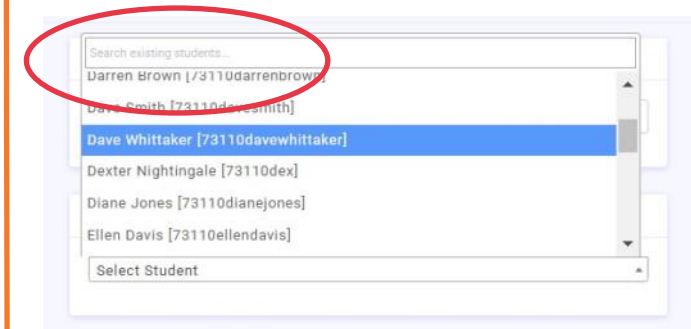 Search existing students...
Darren Brown [73110darrenbrown]
Dave Smith [73110davesmith]
Dave Whittaker [73110davewhittaker]
Dexter Nightingale [73110dex]
Diane Jones [73110dianejones]
Ellen Davis [73110ellendavis]
Select Student